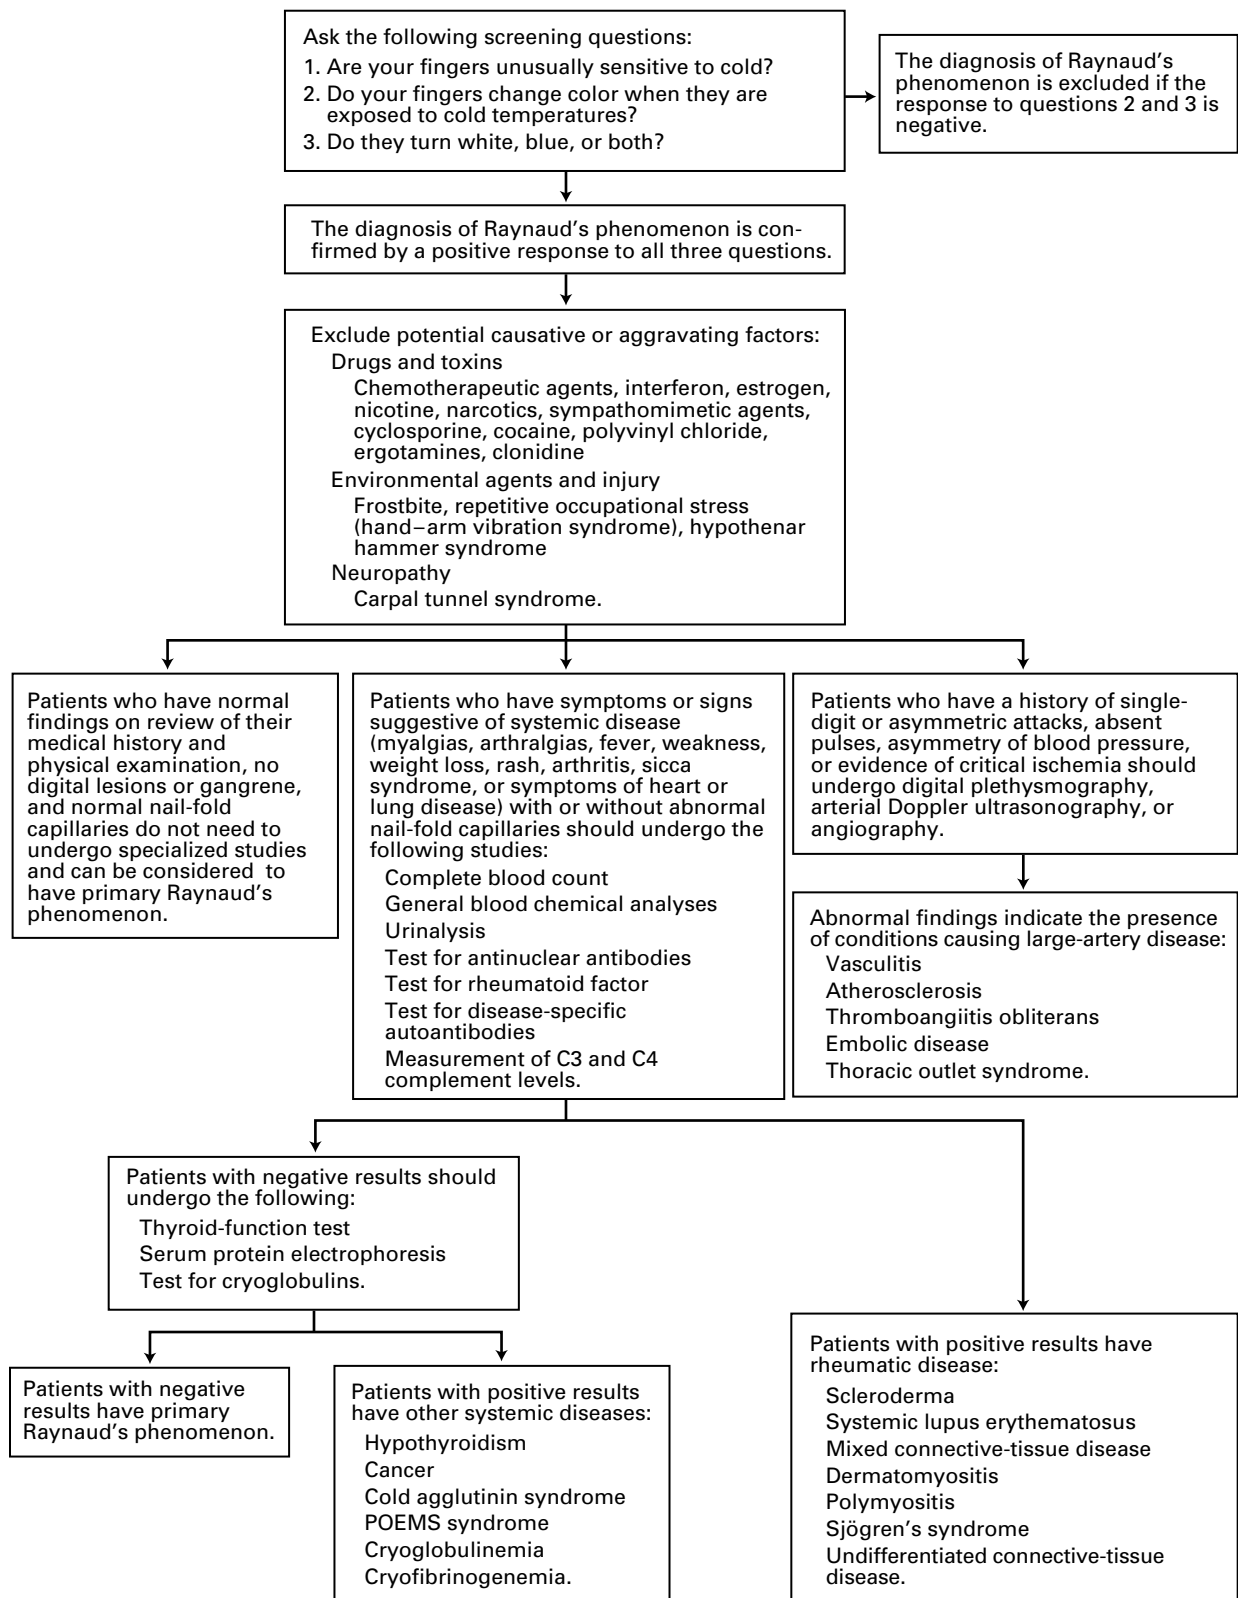 Ask the following screening questions:
1. Are your fingers unusually sensitive to cold?
2. Do your fingers change color when they are
exposed to cold temperatures?
3. Do they turn white, blue, or both?
The diagnosis of Raynaud's
phenomenon is excluded if the
response to questions 2 and 3 is
negative.
The diagnosis of Raynaud's phenomenon is con-
firmed by a positive response to all three questions.
Exclude potential causative or aggravating factors:
Drugs and toxins
Chemotherapeutic agents, interferon, estrogen,
nicotine, narcotics, sympathomimetic agents,
cyclosporine, cocaine, polyvinyl chloride,
ergotamines, clonidine
Environmental agents and injury
Frostbite, repetitive occupational stress
(hand–arm vibration syndrome), hypothenar
hammer syndrome
Neuropathy
Carpal tunnel syndrome.
Patients who have normal
findings on review of their
medical history and
physical examination, no
digital lesions or gangrene,
and normal nail-fold
capillaries do not need to
undergo specialized studies
and can be considered to
have primary Raynaud's
phenomenon.
Patients who have symptoms or signs
suggestive of systemic disease
(myalgias, arthralgias, fever, weakness,
weight loss, rash, arthritis, sicca
syndrome, or symptoms of heart or
lung disease) with or without abnormal
nail-fold capillaries should undergo the
following studies:
Complete blood count
General blood chemical analyses
Urinalysis
Test for antinuclear antibodies
Test for rheumatoid factor
Test for disease-specific
autoantibodies
Measurement of C3 and C4
complement levels.
Patients who have a history of single-
digit or asymmetric attacks, absent
pulses, asymmetry of blood pressure,
or evidence of critical ischemia should
undergo digital plethysmography,
arterial Doppler ultrasonography, or
angiography.
Abnormal findings indicate the presence
of conditions causing large-artery disease:
Vasculitis
Atherosclerosis
Thromboangiitis obliterans
Embolic disease
Thoracic outlet syndrome.
Patients with negative results should
undergo the following:
Thyroid-function test
Serum protein electrophoresis
Test for cryoglobulins.
Patients with negative
results have primary
Raynaud's phenomenon.
Patients with positive results
have other systemic diseases:
Hypothyroidism
Cancer
Cold agglutinin syndrome
POEMS syndrome
Cryoglobulinemia
Cryofibrinogenemia.
Patients with positive results have
rheumatic disease:
Scleroderma
Systemic lupus erythematosus
Mixed connective-tissue disease
Dermatomyositis
Polymyositis
Sjögren's syndrome
Undifferentiated connective-tissue
disease.